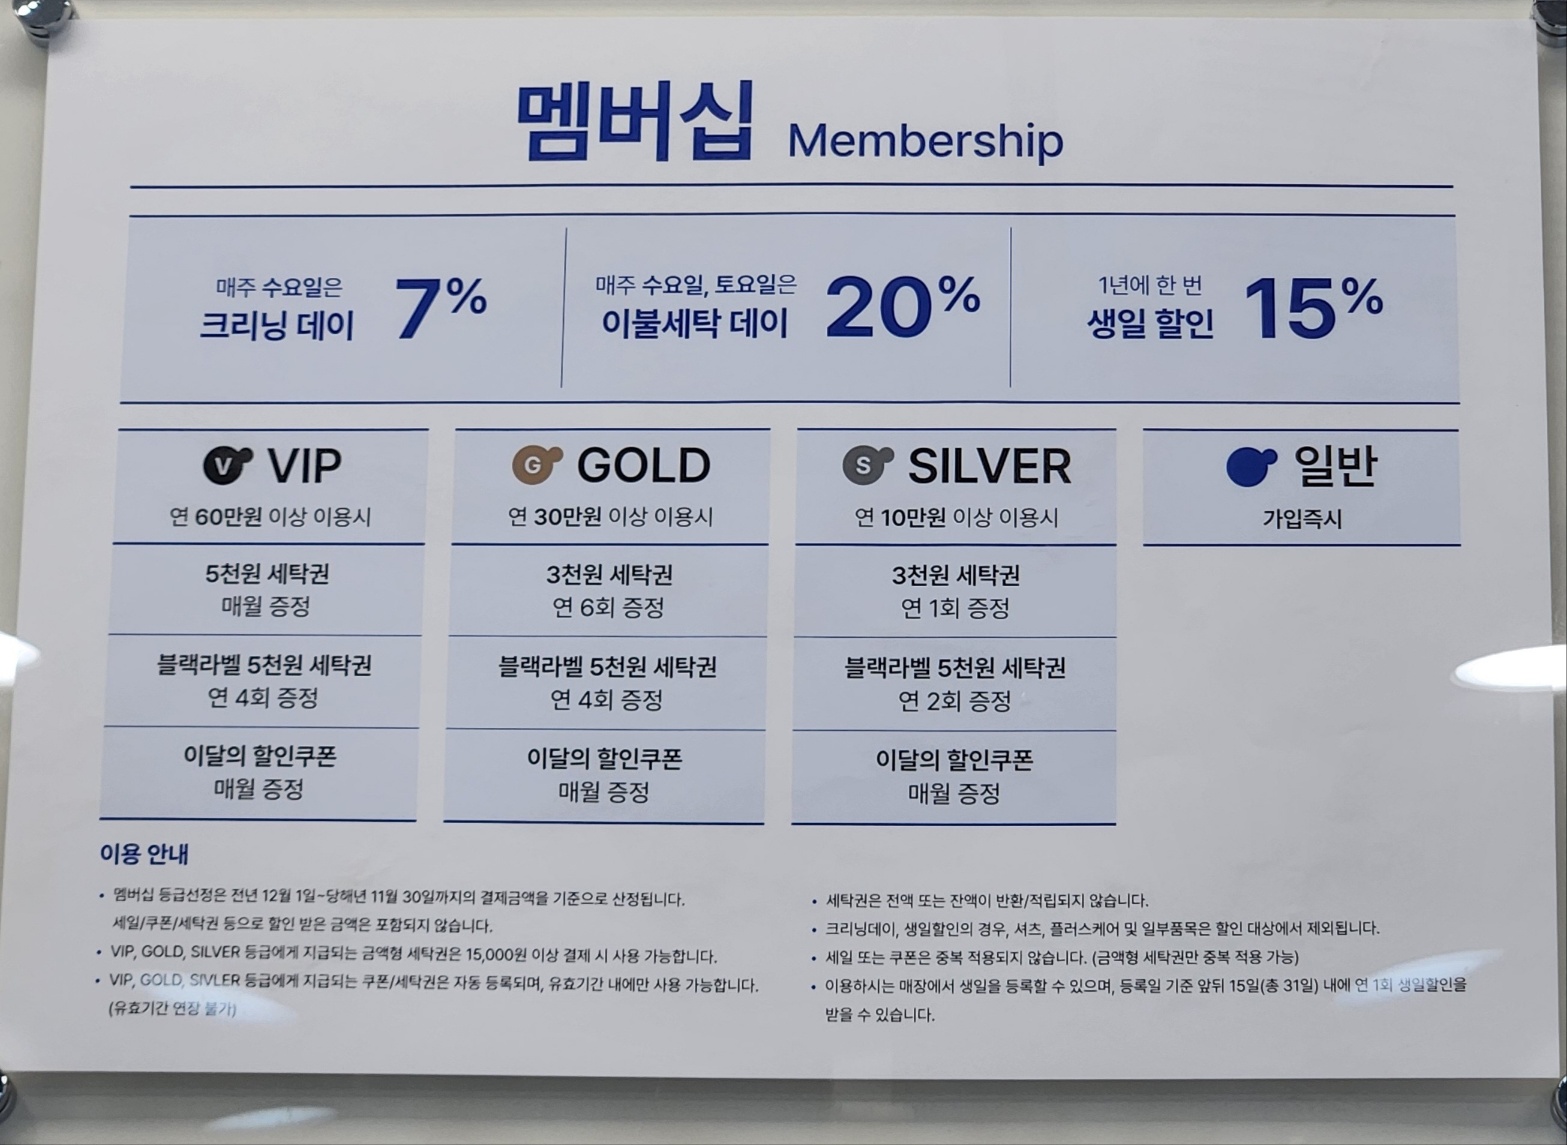 멤버십 Membership
매주 수요일은
크리닝 데이 7%
매주 수요일, 토요일은
이불세탁 데이 20%
1년에 한 번
생일 할인 15%
V VIP
연 60만원 이상 이용시
5천원 세탁권
매월 증정
블랙라벨 5천원 세탁권
연 4회 증정
이달의 할인쿠폰
매월 증정
G GOLD
연 30만원 이상 이용시
3천원 세탁권
연 6회 증정
블랙라벨 5천원 세탁권
연 4회 증정
이달의 할인쿠폰
매월 증정
S SILVER
연 10만원 이상 이용시
3천원 세탁권
연 1회 증정
블랙라벨 5천원 세탁권
연 2회 증정
이달의 할인쿠폰
매월 증정
일반
가입즉시
이용 안내
• 멤버십 등급선정은 전년 12월 1일~당해년 11월 30일까지의 결제금액을 기준으로 산정됩니다.
세일/쿠폰/세탁권 등으로 할인 받은 금액은 포함되지 않습니다.
• VIP, GOLD, SILVER 등급에게 지급되는 금액형 세탁권은 15,000원 이상 결제 시 사용 가능합니다.
• VIP, GOLD, SIVLER 등급에게 지급되는 쿠폰/세탁권은 자동 등록되며, 유효기간 내에만 사용 가능합니다.
(유효기간 연장 불가)
• 세탁권은 전액 또는 잔액이 반환/적립되지 않습니다.
• 크리닝데이, 생일할인의 경우, 셔츠, 플러스케어 및 일부품목은 할인 대상에서 제외됩니다.
• 세일 또는 쿠폰은 중복 적용되지 않습니다. (금액형 세탁권만 중복 적용 가능)
• 이용하시는 매장에서 생일을 등록할 수 있으며, 등록일 기준 앞뒤 15일(총 31일) 내에 연 1회 생일할인을
받을 수 있습니다.